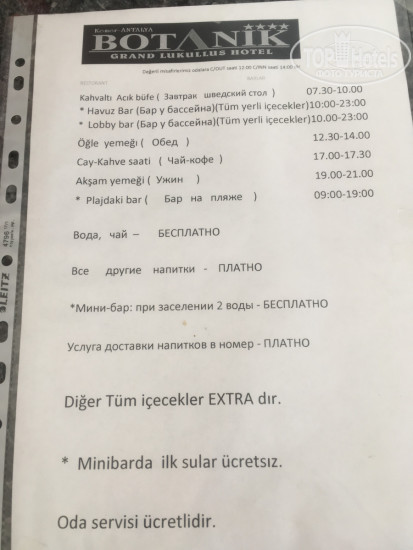 Kemer - ANTALYA
BOTANİK
GRAND LUKULLUS HOTEL
TopHotels
Kahvaltı Acık büfe ( Завтрак шведский стол ) 07.30-10.00
* Havuz Bar (Бар у бассейна)(Tüm yerli içecekler)10:00-23:00
* Lobby bar (Бар у бассейна)(Tüm yerli içecekler)10.00-23:00
Öğle yemeği ( Обед ) 12.30-14.00
Cay-Kahve saati ( Чай-кофе ) 17.00-17.30
Akşam yemeği ( Ужин ) 19.00-21.00
* Plajdaki bar ( Бар на пляже ) 09:00-19:00
Вода, чай – БЕСПЛАТНО
Все другие напитки - ПЛАТНО
*Мини-бар: при заселении 2 воды - БЕСПЛАТНО
Услуга доставки напитков в номер - ПЛАТНО
Diğer Tüm içecekler EXTRA dır.
* Minibarda ilk sular ücretsız.
Oda servisi ücretlidir.
LEITZ
4796